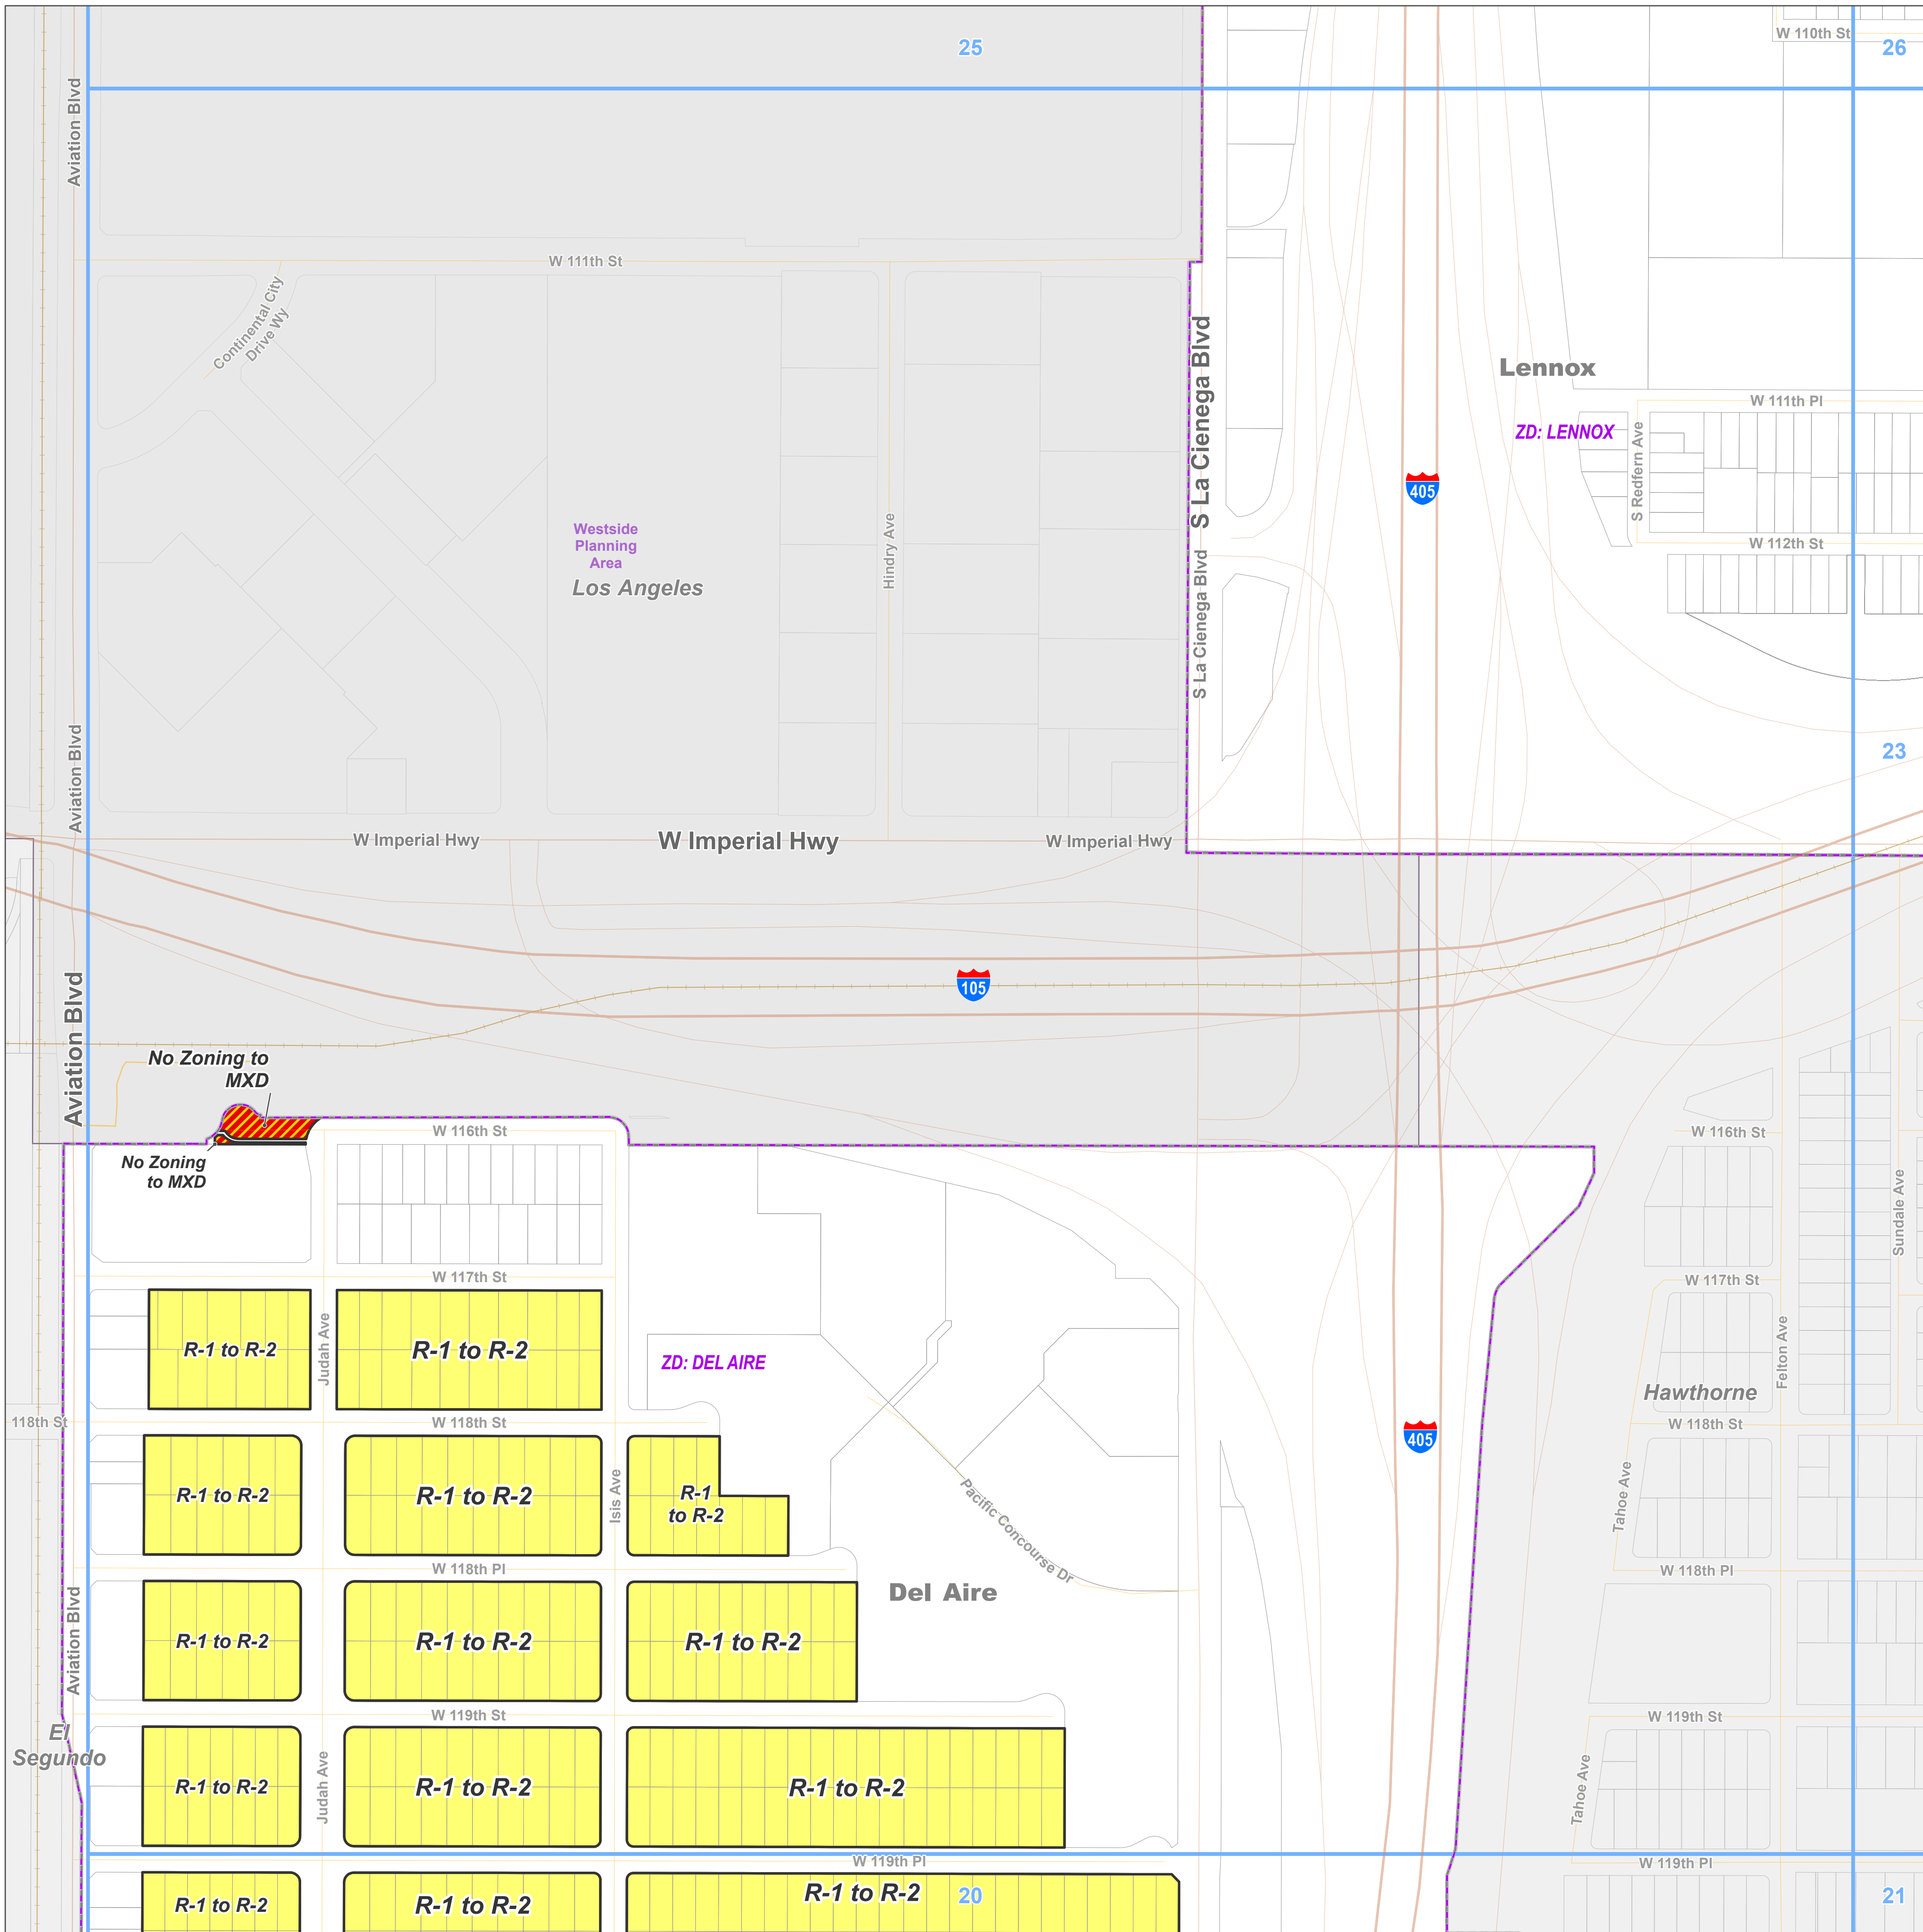 25
26
W 110th St
Aviation Blvd
W 111th St
Continental City
Drive Wy
S La Cienega Blvd
Lennox
W 111th Pl
ZD: LENNOX
S Redfern Ave
405
Westside
Planning
Area
Los Angeles
Hindry Ave
W 112th St
S La Cienega Blvd
23
Aviation Blvd
W Imperial Hwy
W Imperial Hwy
W Imperial Hwy
105
Aviation Blvd
No Zoning to
MXD
W 116th St
W 116th St
No Zoning
to MXD
Sundale Ave
W 117th St
W 117th St
Judah Ave
R-1 to R-2
R-1 to R-2
ZD: DEL AIRE
Felton Ave
Hawthorne
118th St
W 118th St
W 118th St
405
R-1 to R-2
R-1 to R-2
Isis Ave
R-1
to R-2
Pacific Concourse Dr
Tahoe Ave
W 118th Pl
W 118th Pl
Del Aire
Aviation Blvd
R-1 to R-2
R-1 to R-2
R-1 to R-2
W 119th St
W 119th St
El
Segundo
Judah Ave
R-1 to R-2
R-1 to R-2
R-1 to R-2
Tahoe Ave
W 119th Pl
W 119th Pl
R-1 to R-2
R-1 to R-2
R-1 to R-2
20
21